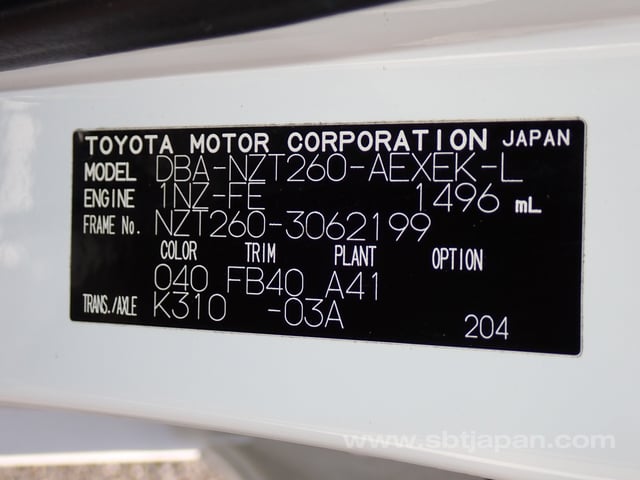 TOYOTA MOTOR CORPORATION JAPAN
MODEL DBA-NZT260-AEXEK-L
ENGINE 1NZ-FE 1496 mL
FRAME No. NZT260-3062199
COLOR TRIM PLANT OPTION
040 FB40 A41
TRANS./AXLE K310 -03A
204
www.sbtjapan.com